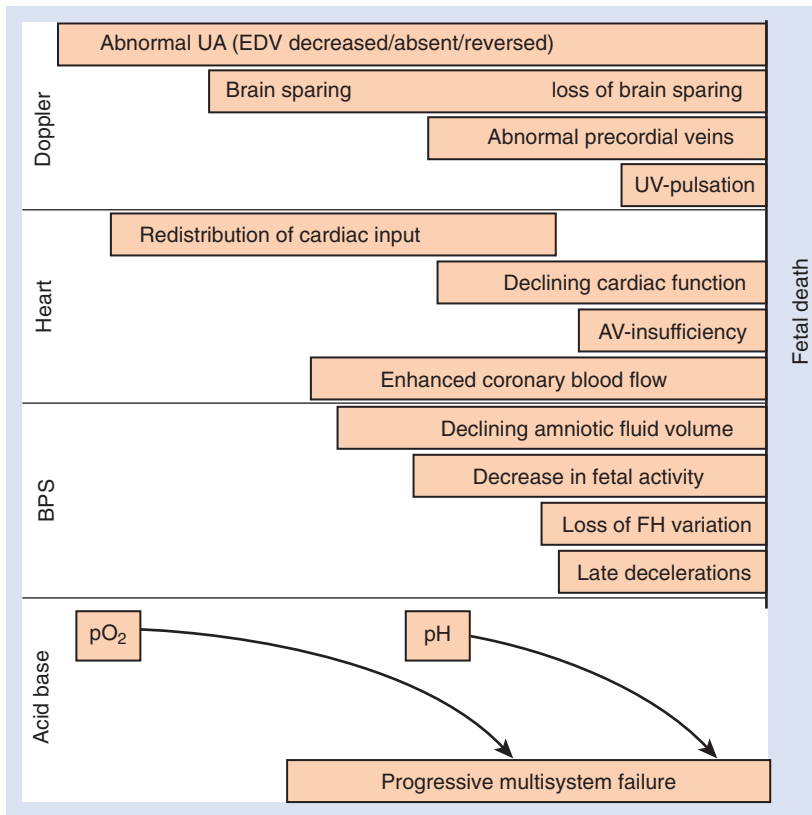 Doppler
Abnormal UA (EDV decreased/absent/reversed)
Brain sparing loss of brain sparing
Abnormal precordial veins
UV-pulsation
Heart
Redistribution of cardiac input
Declining cardiac function
AV-insufficiency
Enhanced coronary blood flow
BPS
Declining amniotic fluid volume
Decrease in fetal activity
Loss of FH variation
Late decelerations
Acid base
pO₂ pH
Progressive multisystem failure
Fetal death